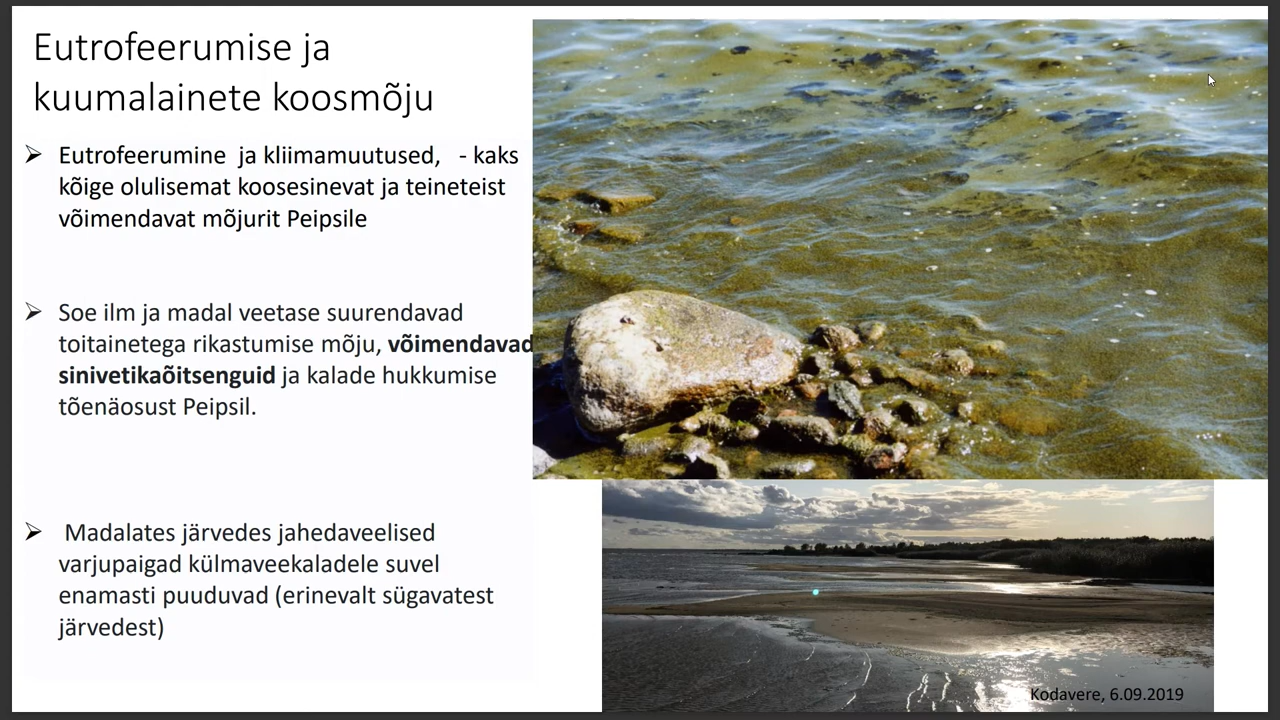 Eutrofeerumise ja
kuumalainete koosmõju
Eutrofeerumine ja kliimamuutused, - kaks
kõige olulisemat koosesinevat ja teineteist
võimendavat mõjurit Peipsile
Soe ilm ja madal veetase suurendavad
toitainetega rikastumise mõju, võimendavad
sinivetikaõitsenguid ja kalade hukkumise
tõenäosust Peipsil.
Madalates järvedes jahedaveelised
varjupaigad külmaveekaladele suvel
enamasti puuduvad (erinevalt sügavatest
järvedest)
Kodavere, 6.09.2019